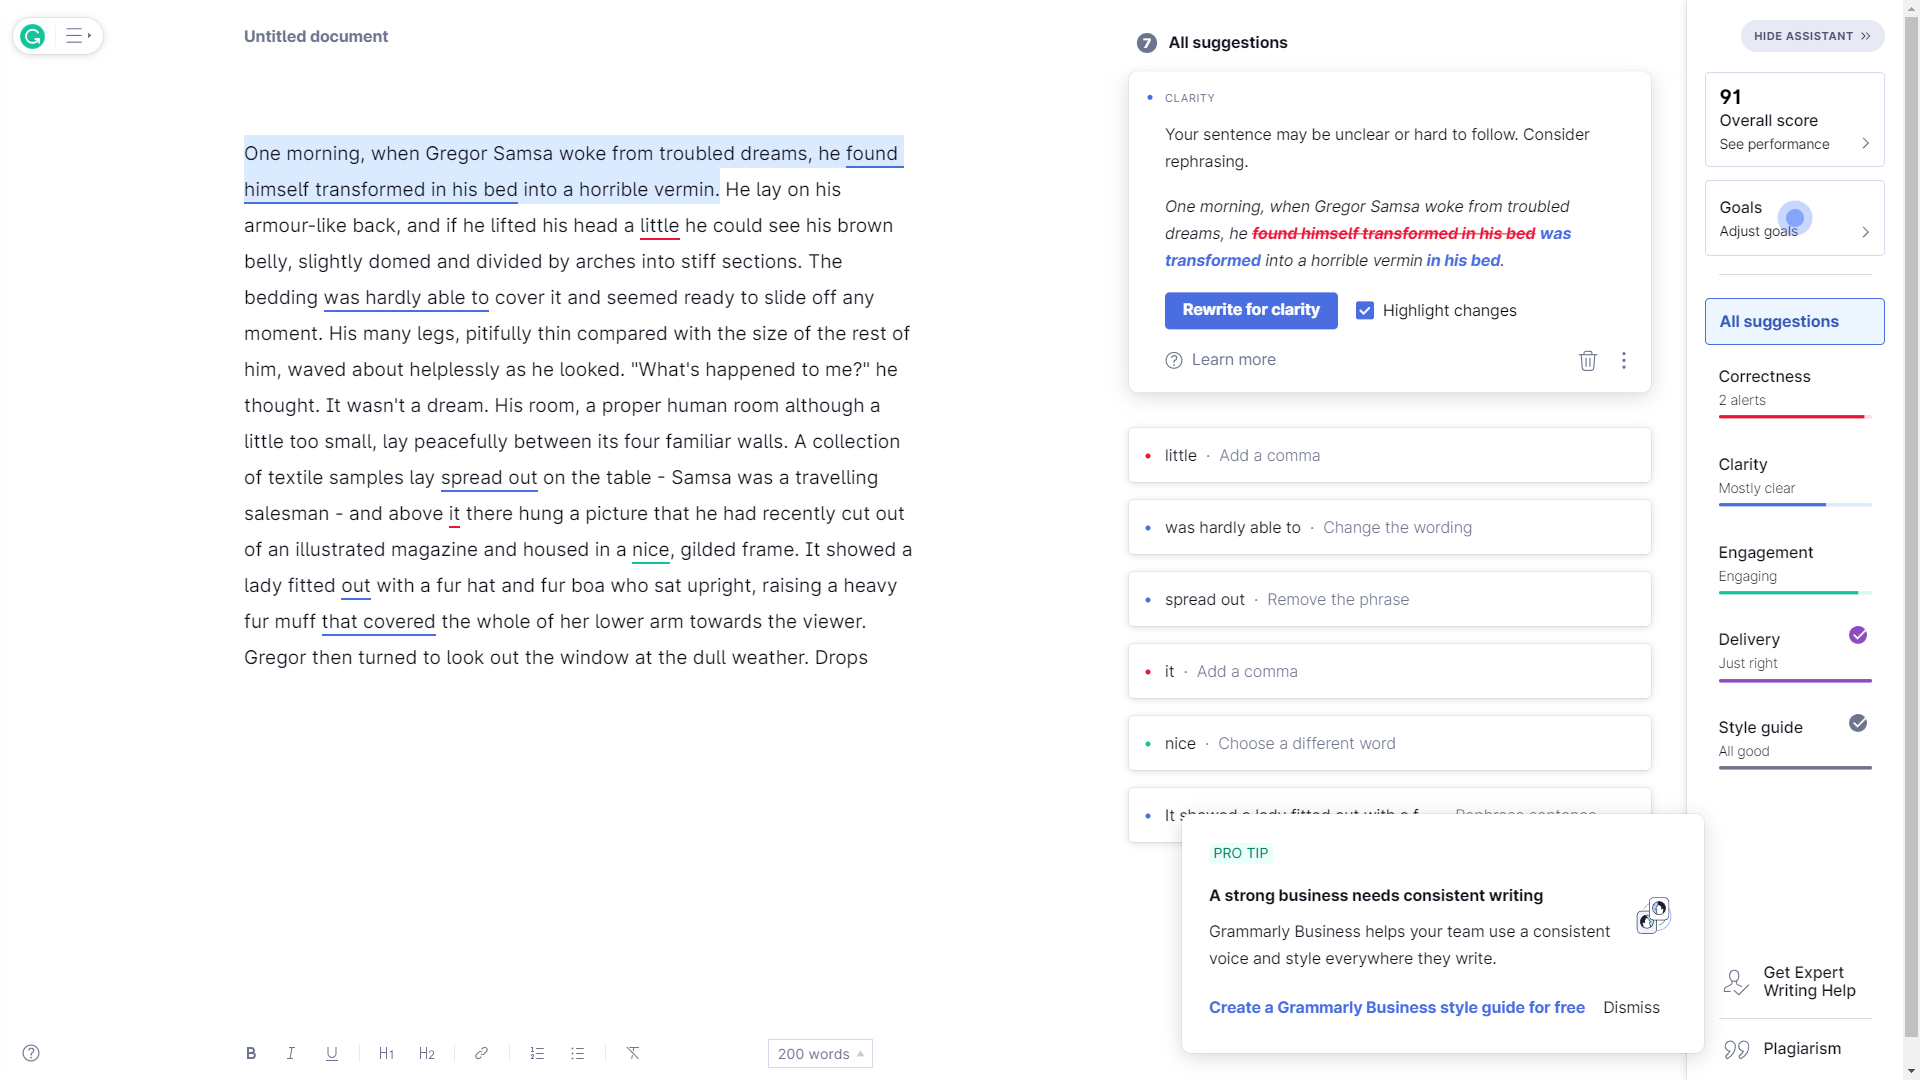 Untitled document
One morning, when Gregor Samsa woke from troubled dreams, he found
himself transformed in his bed into a horrible vermin. He lay on his
armour-like back, and if he lifted his head a little he could see his brown
belly, slightly domed and divided by arches into stiff sections. The
bedding was hardly able to cover it and seemed ready to slide off any
moment. His many legs, pitifully thin compared with the size of the rest of
him, waved about helplessly as he looked. "What's happened to me?" he
thought. It wasn't a dream. His room, a proper human room although a
little too small, lay peacefully between its four familiar walls. A collection
of textile samples lay spread out on the table - Samsa was a travelling
salesman - and above it there hung a picture that he had recently cut out
of an illustrated magazine and housed in a nice, gilded frame. It showed a
lady fitted out with a fur hat and fur boa who sat upright, raising a heavy
fur muff that covered the whole of her lower arm towards the viewer.
Gregor then turned to look out the window at the dull weather. Drops
B I U H1 H2
200 words
7 All suggestions
CLARITY
Your sentence may be unclear or hard to follow. Consider
rephrasing.
One morning, when Gregor Samsa woke from troubled
dreams, he found himself transformed in his bed was
transformed into a horrible vermin in his bed.
Rewrite for clarity Highlight changes
Learn more
little · Add a comma
was hardly able to · Change the wording
spread out · Remove the phrase
it · Add a comma
nice · Choose a different word
It showed a lady fitted out with a f... Rephrase sentence
PRO TIP
A strong business needs consistent writing
Grammarly Business helps your team use a consistent
voice and style everywhere they write.
Create a Grammarly Business style guide for free Dismiss
HIDE ASSISTANT
91
Overall score
See performance
Goals
Adjust goals
All suggestions
Correctness
2 alerts
Clarity
Mostly clear
Engagement
Engaging
Delivery
Just right
Style guide
All good
Get Expert
Writing Help
Plagiarism